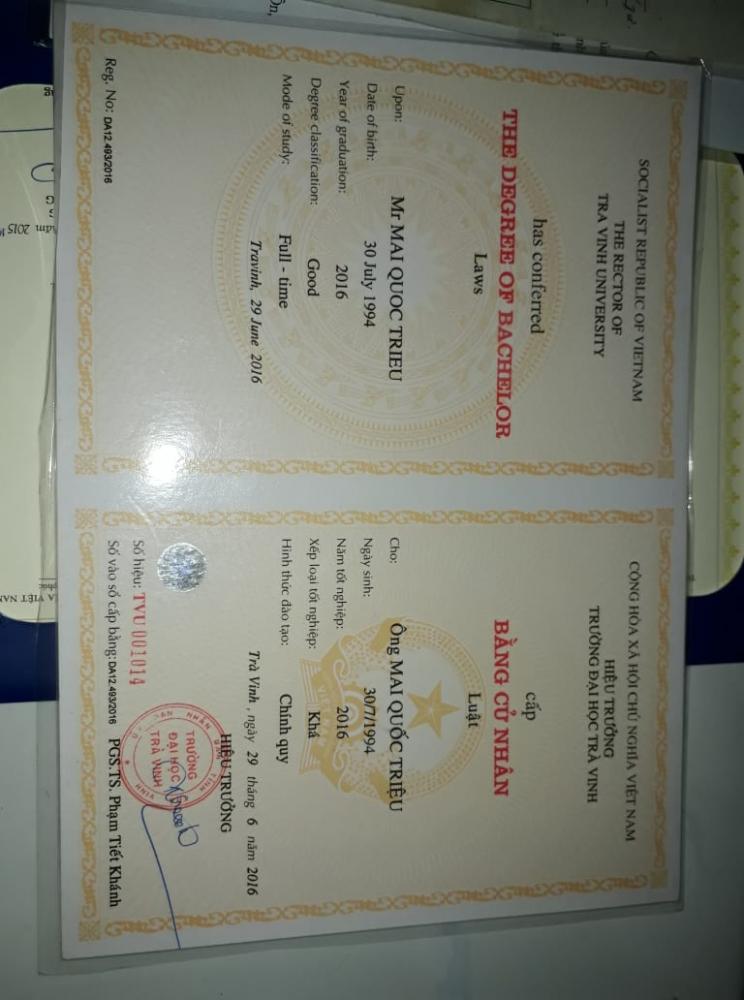 SOCIALIST REPUBLIC OF VIETNAM
THE RECTOR OF
TRA VINH UNIVERSITY
has conferred
THE DEGREE OF BACHELOR
Laws
Upon: Mr MAI QUOC TRIEU
Date of birth: 30 July 1994
Year of graduation: 2016
Degree classification: Good
Mode of study: Full - time
Travinh, 29 June 2016
Reg. No: DA12.493/2016
CỘNG HÒA XÃ HỘI CHỦ NGHĨA VIỆT NAM
HIỆU TRƯỞNG
TRƯỜNG ĐẠI HỌC TRÀ VINH
cấp
BẰNG CỬ NHÂN
Luật
Cho: Ông MAI QUỐC TRIỆU
Ngày sinh: 30/7/1994
Năm tốt nghiệp: 2016
Xếp loại tốt nghiệp: Khá
Hình thức đào tạo: Chính quy
Trà Vinh, ngày 29 tháng 6 năm 2016
HIỆU TRƯỞNG
TRƯỜNG
ĐẠI HỌC
TRÀ VINH
Số hiệu: TVU 001014
Số vào sổ cấp bằng: DA12.493/2016 PGS.TS. Phạm Tiết Khánh
năm 2015